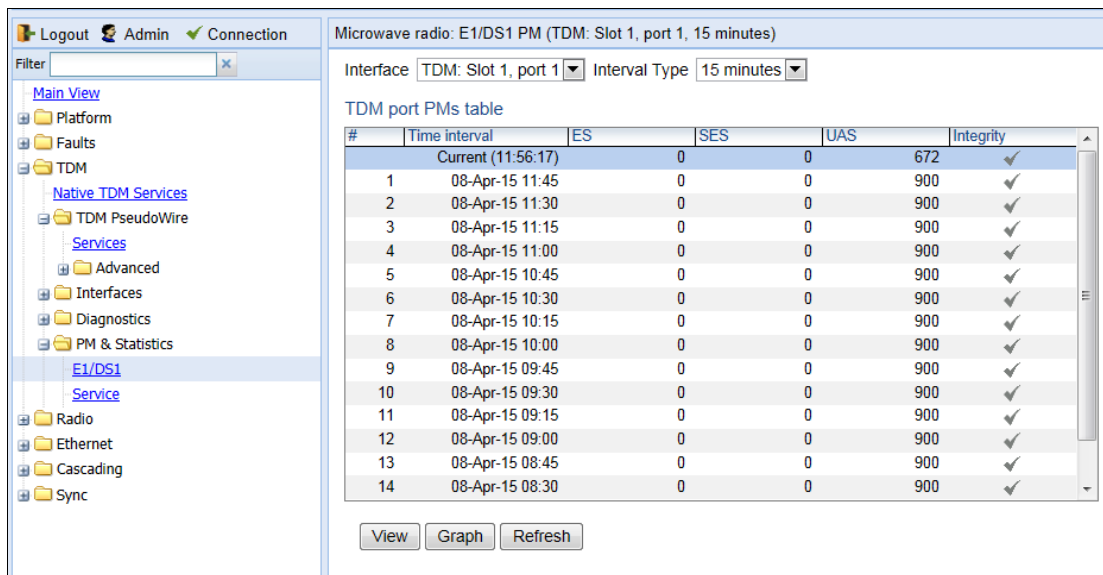 Logout Admin Connection
Filter
Main View
Platform
Faults
TDM
Native TDM Services
TDM PseudoWire
Services
Advanced
Interfaces
Diagnostics
PM & Statistics
E1/DS1
Service
Radio
Ethernet
Cascading
Sync
Microwave radio: E1/DS1 PM (TDM: Slot 1, port 1, 15 minutes)
Interface TDM: Slot 1, port 1 Interval Type 15 minutes
TDM port PMs table
# Time interval ES SES UAS Integrity
Current (11:56:17) 0 0 672
1 08-Apr-15 11:45 0 0 900
2 08-Apr-15 11:30 0 0 900
3 08-Apr-15 11:15 0 0 900
4 08-Apr-15 11:00 0 0 900
5 08-Apr-15 10:45 0 0 900
6 08-Apr-15 10:30 0 0 900
7 08-Apr-15 10:15 0 0 900
8 08-Apr-15 10:00 0 0 900
9 08-Apr-15 09:45 0 0 900
10 08-Apr-15 09:30 0 0 900
11 08-Apr-15 09:15 0 0 900
12 08-Apr-15 09:00 0 0 900
13 08-Apr-15 08:45 0 0 900
14 08-Apr-15 08:30 0 0 900
View Graph Refresh